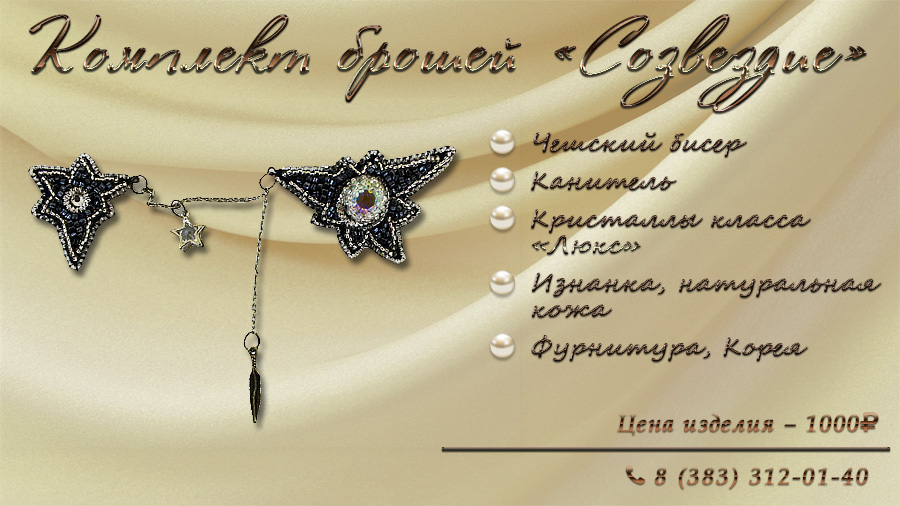 Комплект брошей «Созвездие»
Чешский бисер
Канитель
Кристаллы класса
«Люкс»
Изнанка, натуральная
кожа
Фурнитура, Корея
Цена изделия – 1000₽
8 (383) 312-01-40